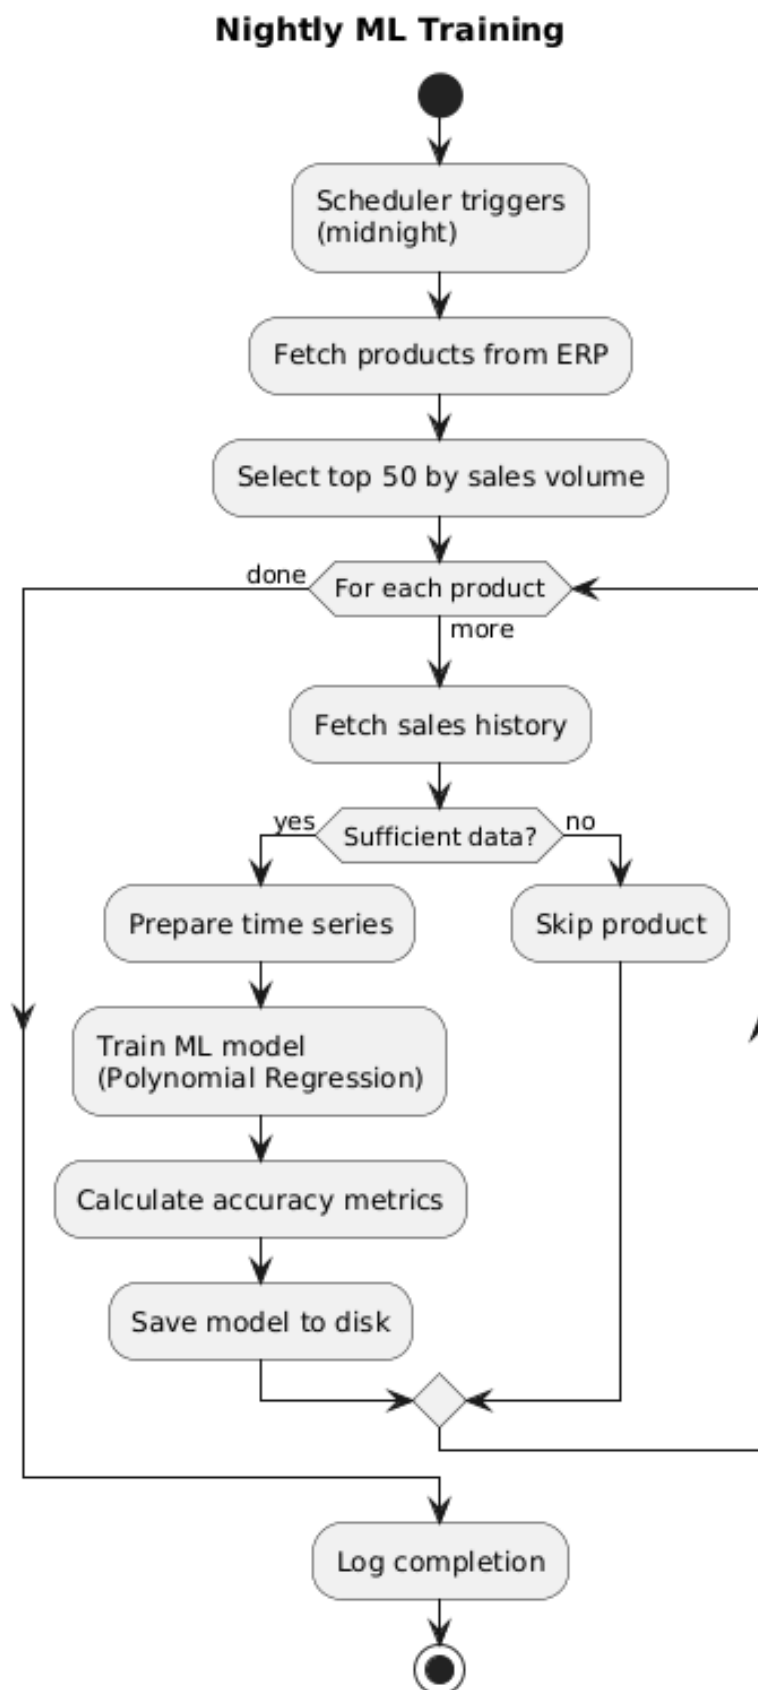 Nightly ML Training
Scheduler triggers
(midnight)
Fetch products from ERP
Select top 50 by sales volume
done
For each product
more
Fetch sales history
yes
Sufficient data?
no
Prepare time series
Skip product
Train ML model
(Polynomial Regression)
Calculate accuracy metrics
Save model to disk
Log completion